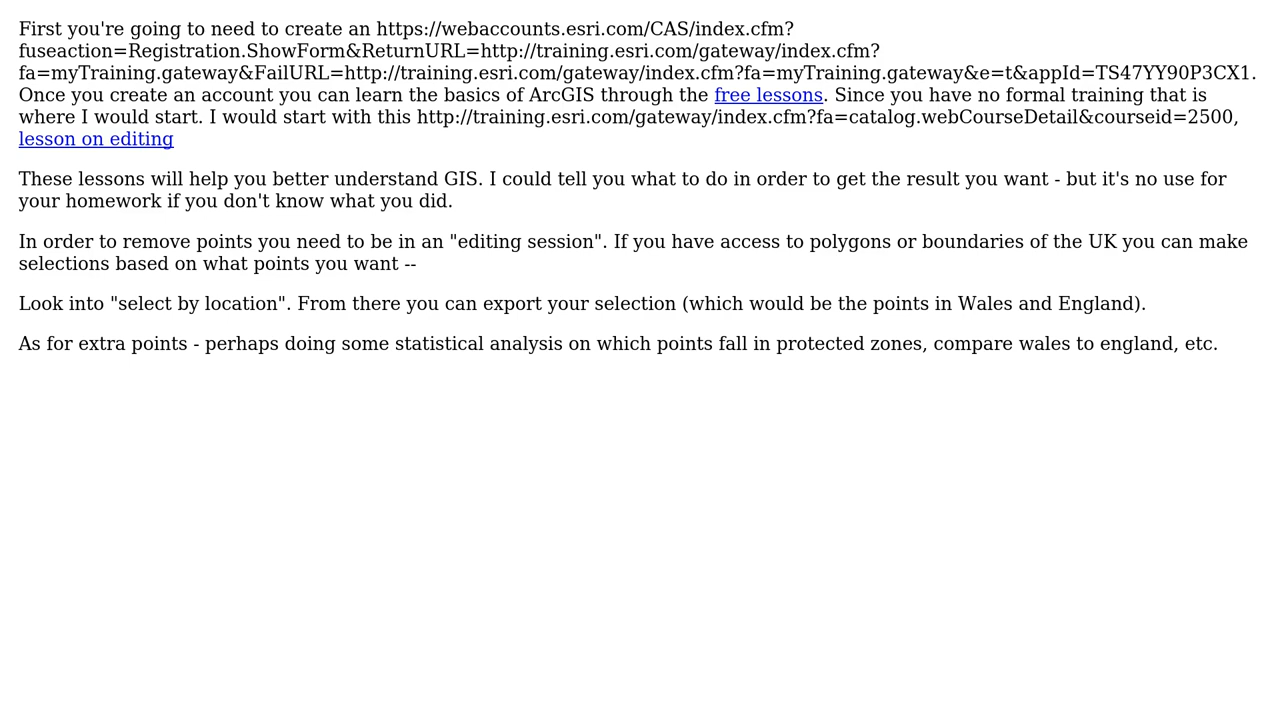 First you're going to need to create an https://webaccounts.esri.com/CAS/index.cfm?
fuseaction=Registration.ShowForm&ReturnURL=http://training.esri.com/gateway/index.cfm?
fa=myTraining.gateway&FailURL=http://training.esri.com/gateway/index.cfm?fa=myTraining.gateway&e=t&appId=TS47YY90P3CX1.
Once you create an account you can learn the basics of ArcGIS through the free lessons. Since you have no formal training that is
where I would start. I would start with this http://training.esri.com/gateway/index.cfm?fa=catalog.webCourseDetail&courseid=2500,
lesson on editing
These lessons will help you better understand GIS. I could tell you what to do in order to get the result you want - but it's no use for
your homework if you don't know what you did.
In order to remove points you need to be in an "editing session". If you have access to polygons or boundaries of the UK you can make
selections based on what points you want --
Look into "select by location". From there you can export your selection (which would be the points in Wales and England).
As for extra points - perhaps doing some statistical analysis on which points fall in protected zones, compare wales to england, etc.